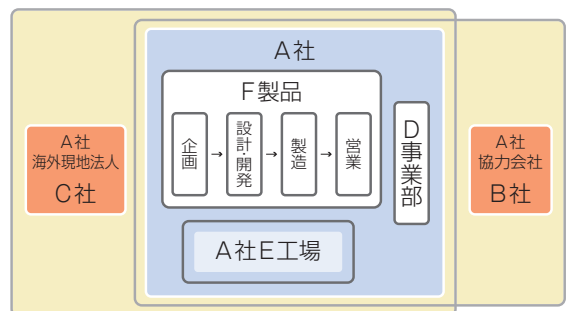 A社
F製品
企画
→
設計・開発
→
製造
→
営業
D事業部
A社E工場
A社
海外現地法人
C社
A社
協力会社
B社